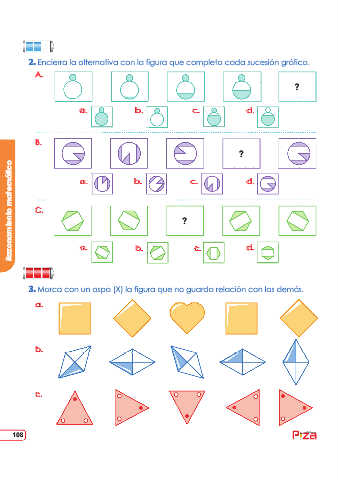 2. Encierra la alternativa con la figura que completa cada sucesión gráfica.
A.
?
a. b. c. d.
B.
?
a. b. c. d.
C.
?
a. b. c. d.
Razonamiento matemático
3. Marca con un aspa (X) la figura que no guarda relación con las demás.
a.
b.
c.
108